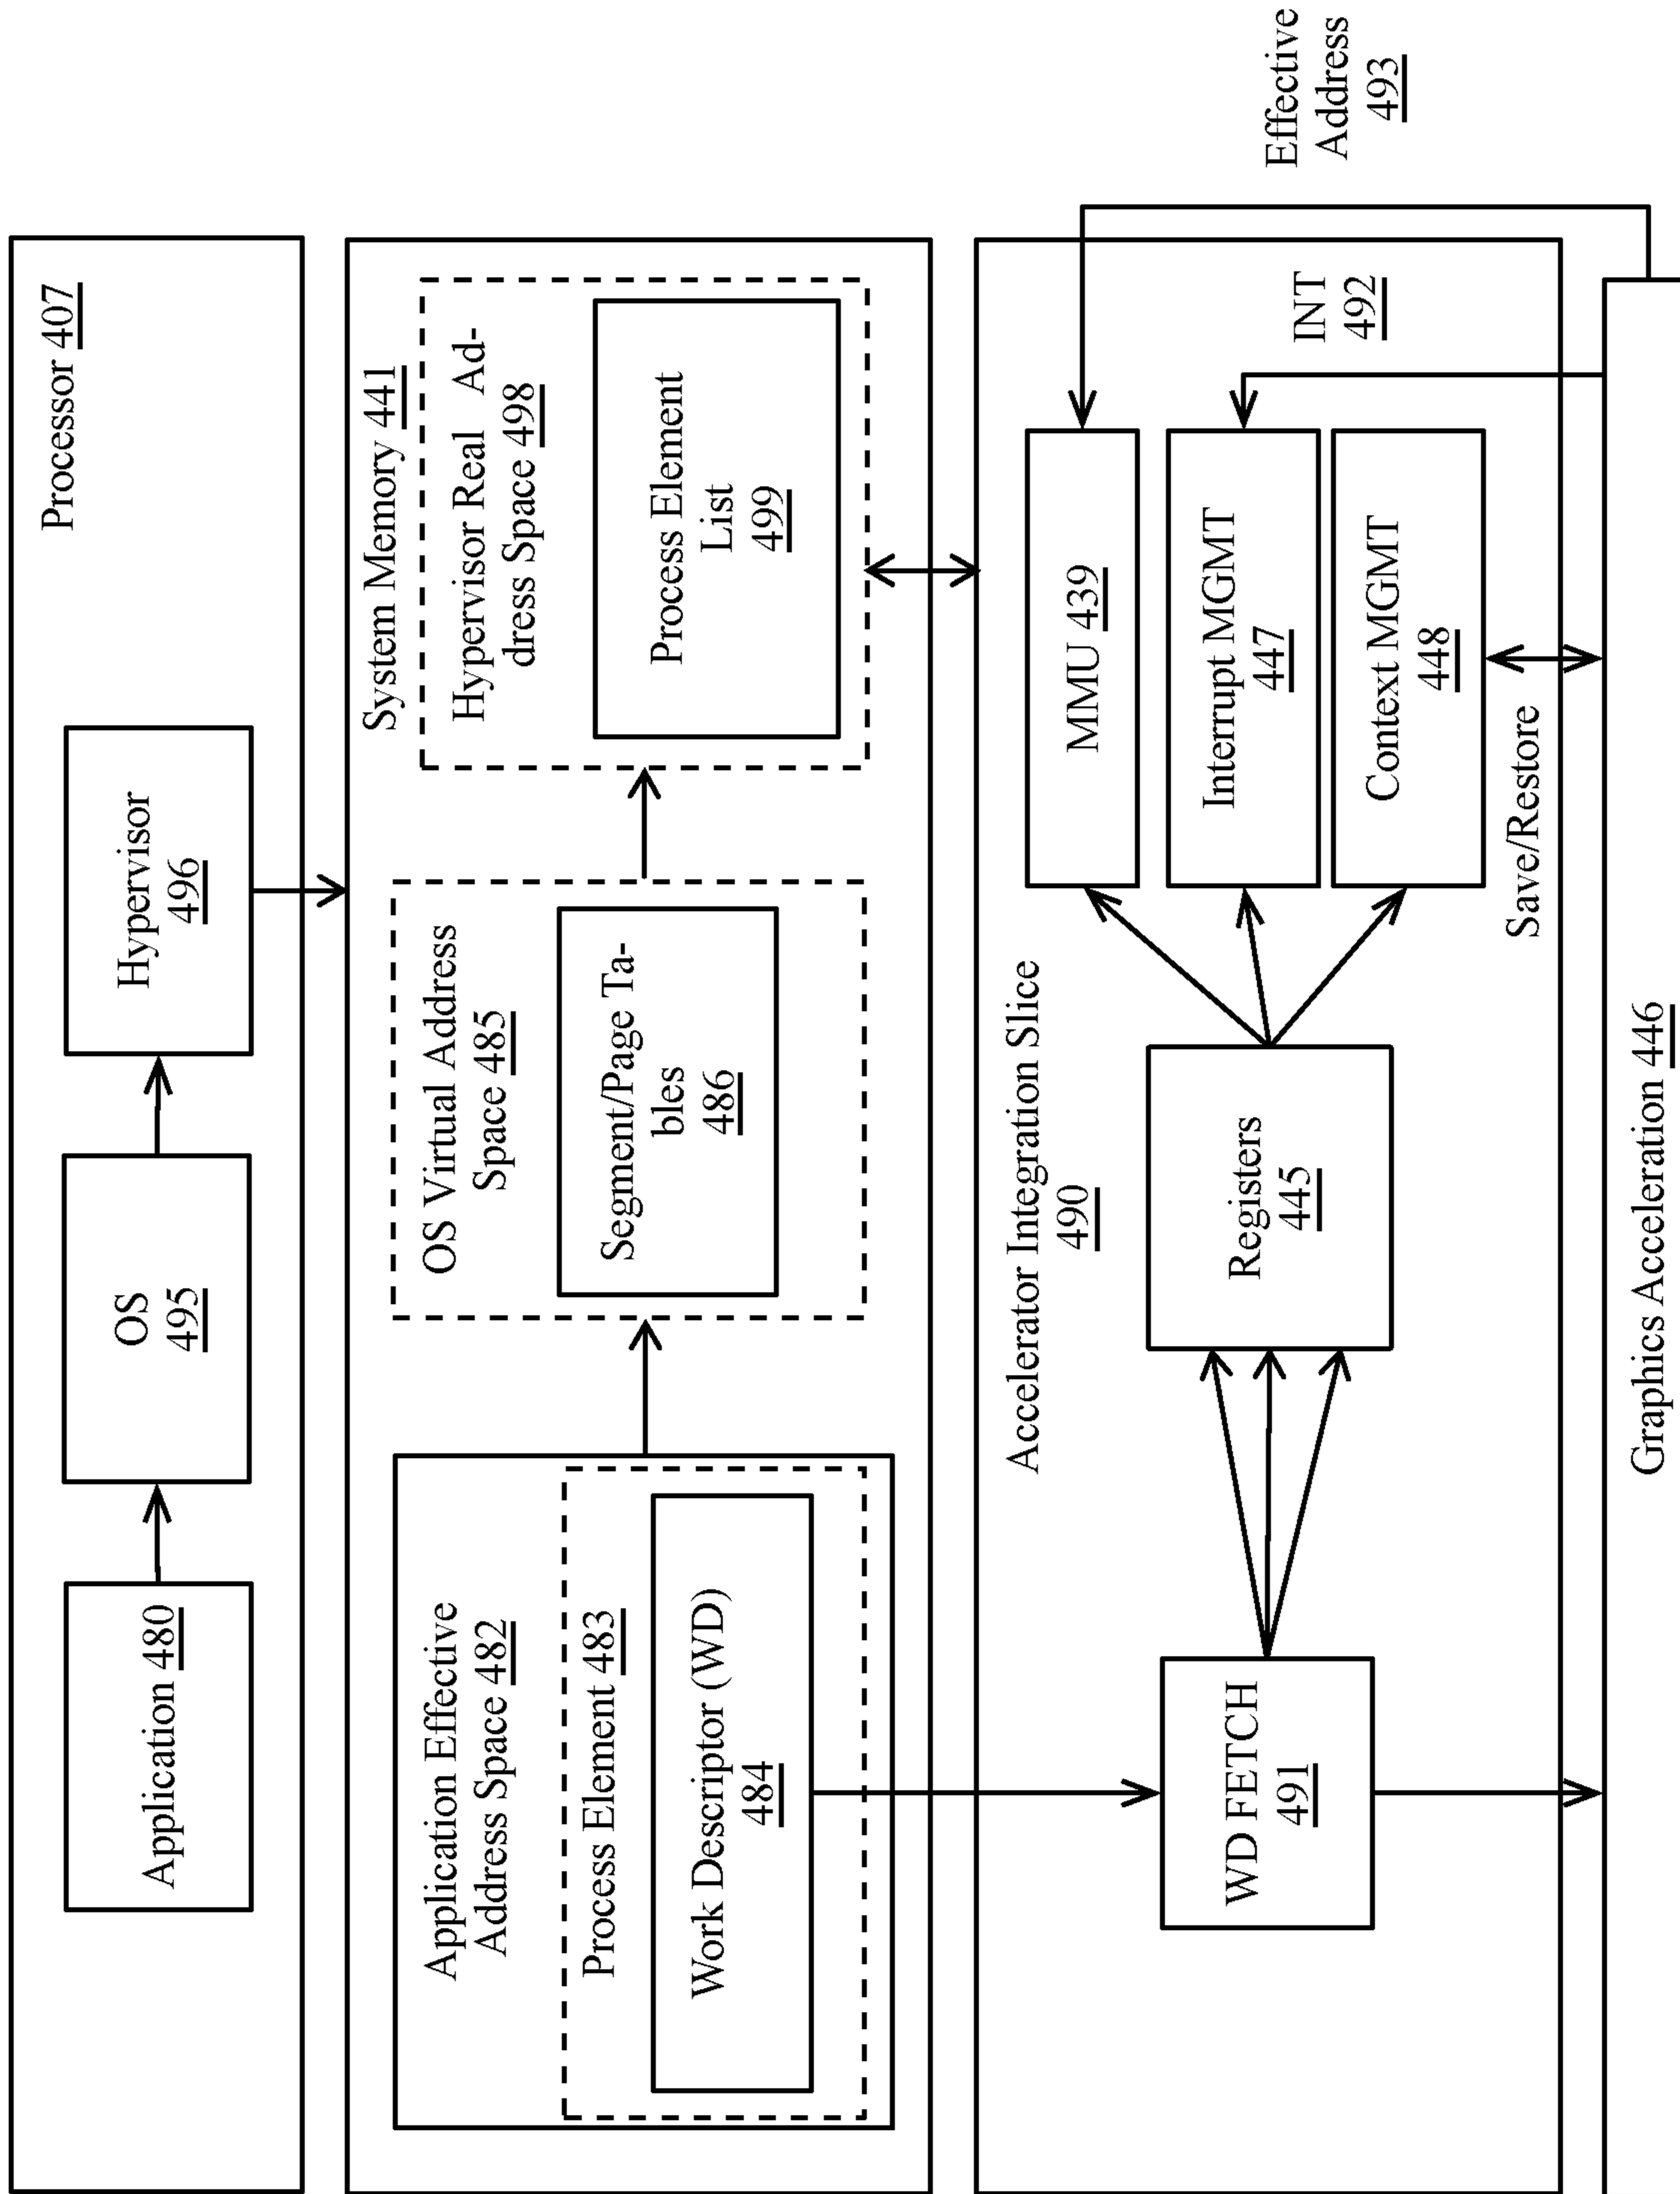 Processor 407
Application 480
OS
495
Hypervisor
496
System Memory 441
Application Effective
Address Space 482
Process Element 483
Work Descriptor (WD)
484
OS Virtual Address
Space 485
Segment/Page Ta-
bles
486
Hypervisor Real Ad-
dress Space 498
Process Element
List
499
Accelerator Integration Slice
490
WD FETCH
491
Registers
445
MMU 439
Interrupt MGMT
447
Context MGMT
448
Save/Restore
INT
492
Effective
Address
493
Graphics Acceleration 446